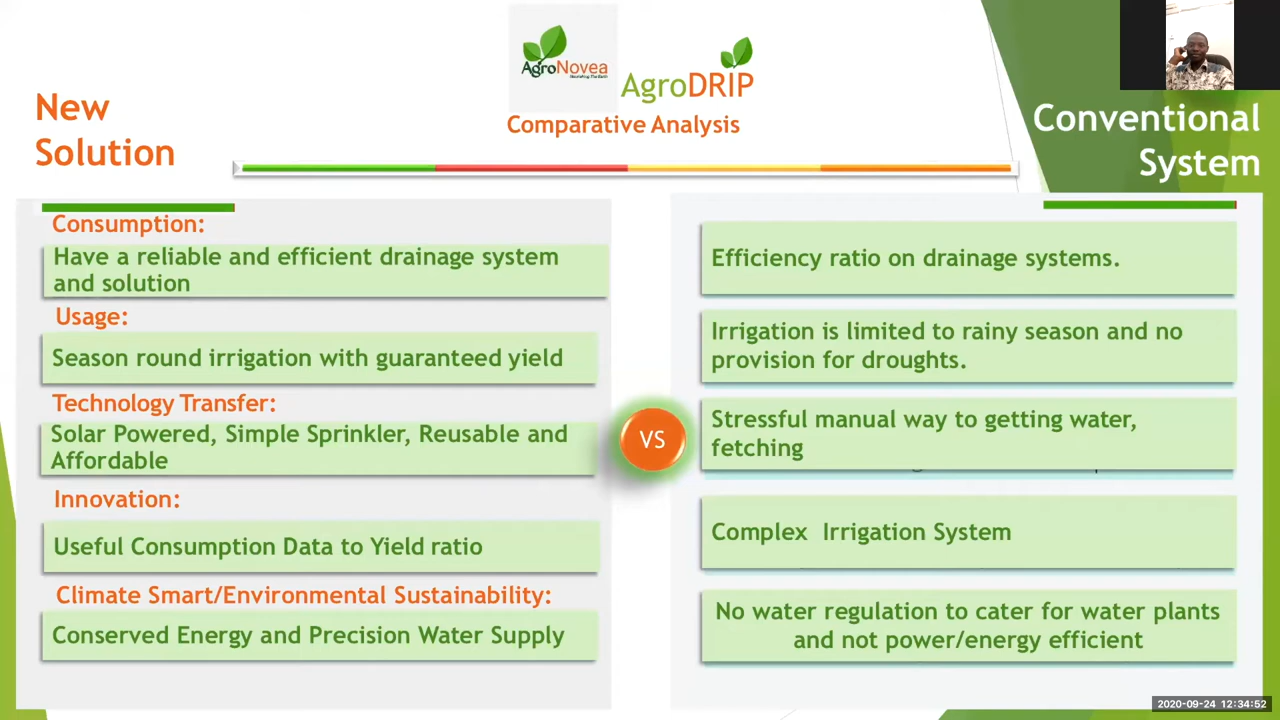 New
Solution
AgroNovea
AgroDRIP
Comparative Analysis
Conventional
System
Consumption:
Have a reliable and efficient drainage system
and solution
Usage:
Season round irrigation with guaranteed yield
Technology Transfer:
Solar Powered, Simple Sprinkler, Reusable and
Affordable
Innovation:
Useful Consumption Data to Yield ratio
Climate Smart/Environmental Sustainability:
Conserved Energy and Precision Water Supply
VS
Efficiency ratio on drainage systems.
Irrigation is limited to rainy season and no
provision for droughts.
Stressful manual way to getting water,
fetching
Complex Irrigation System
No water regulation to cater for water plants
and not power/energy efficient
2020-09-24 12:34:52